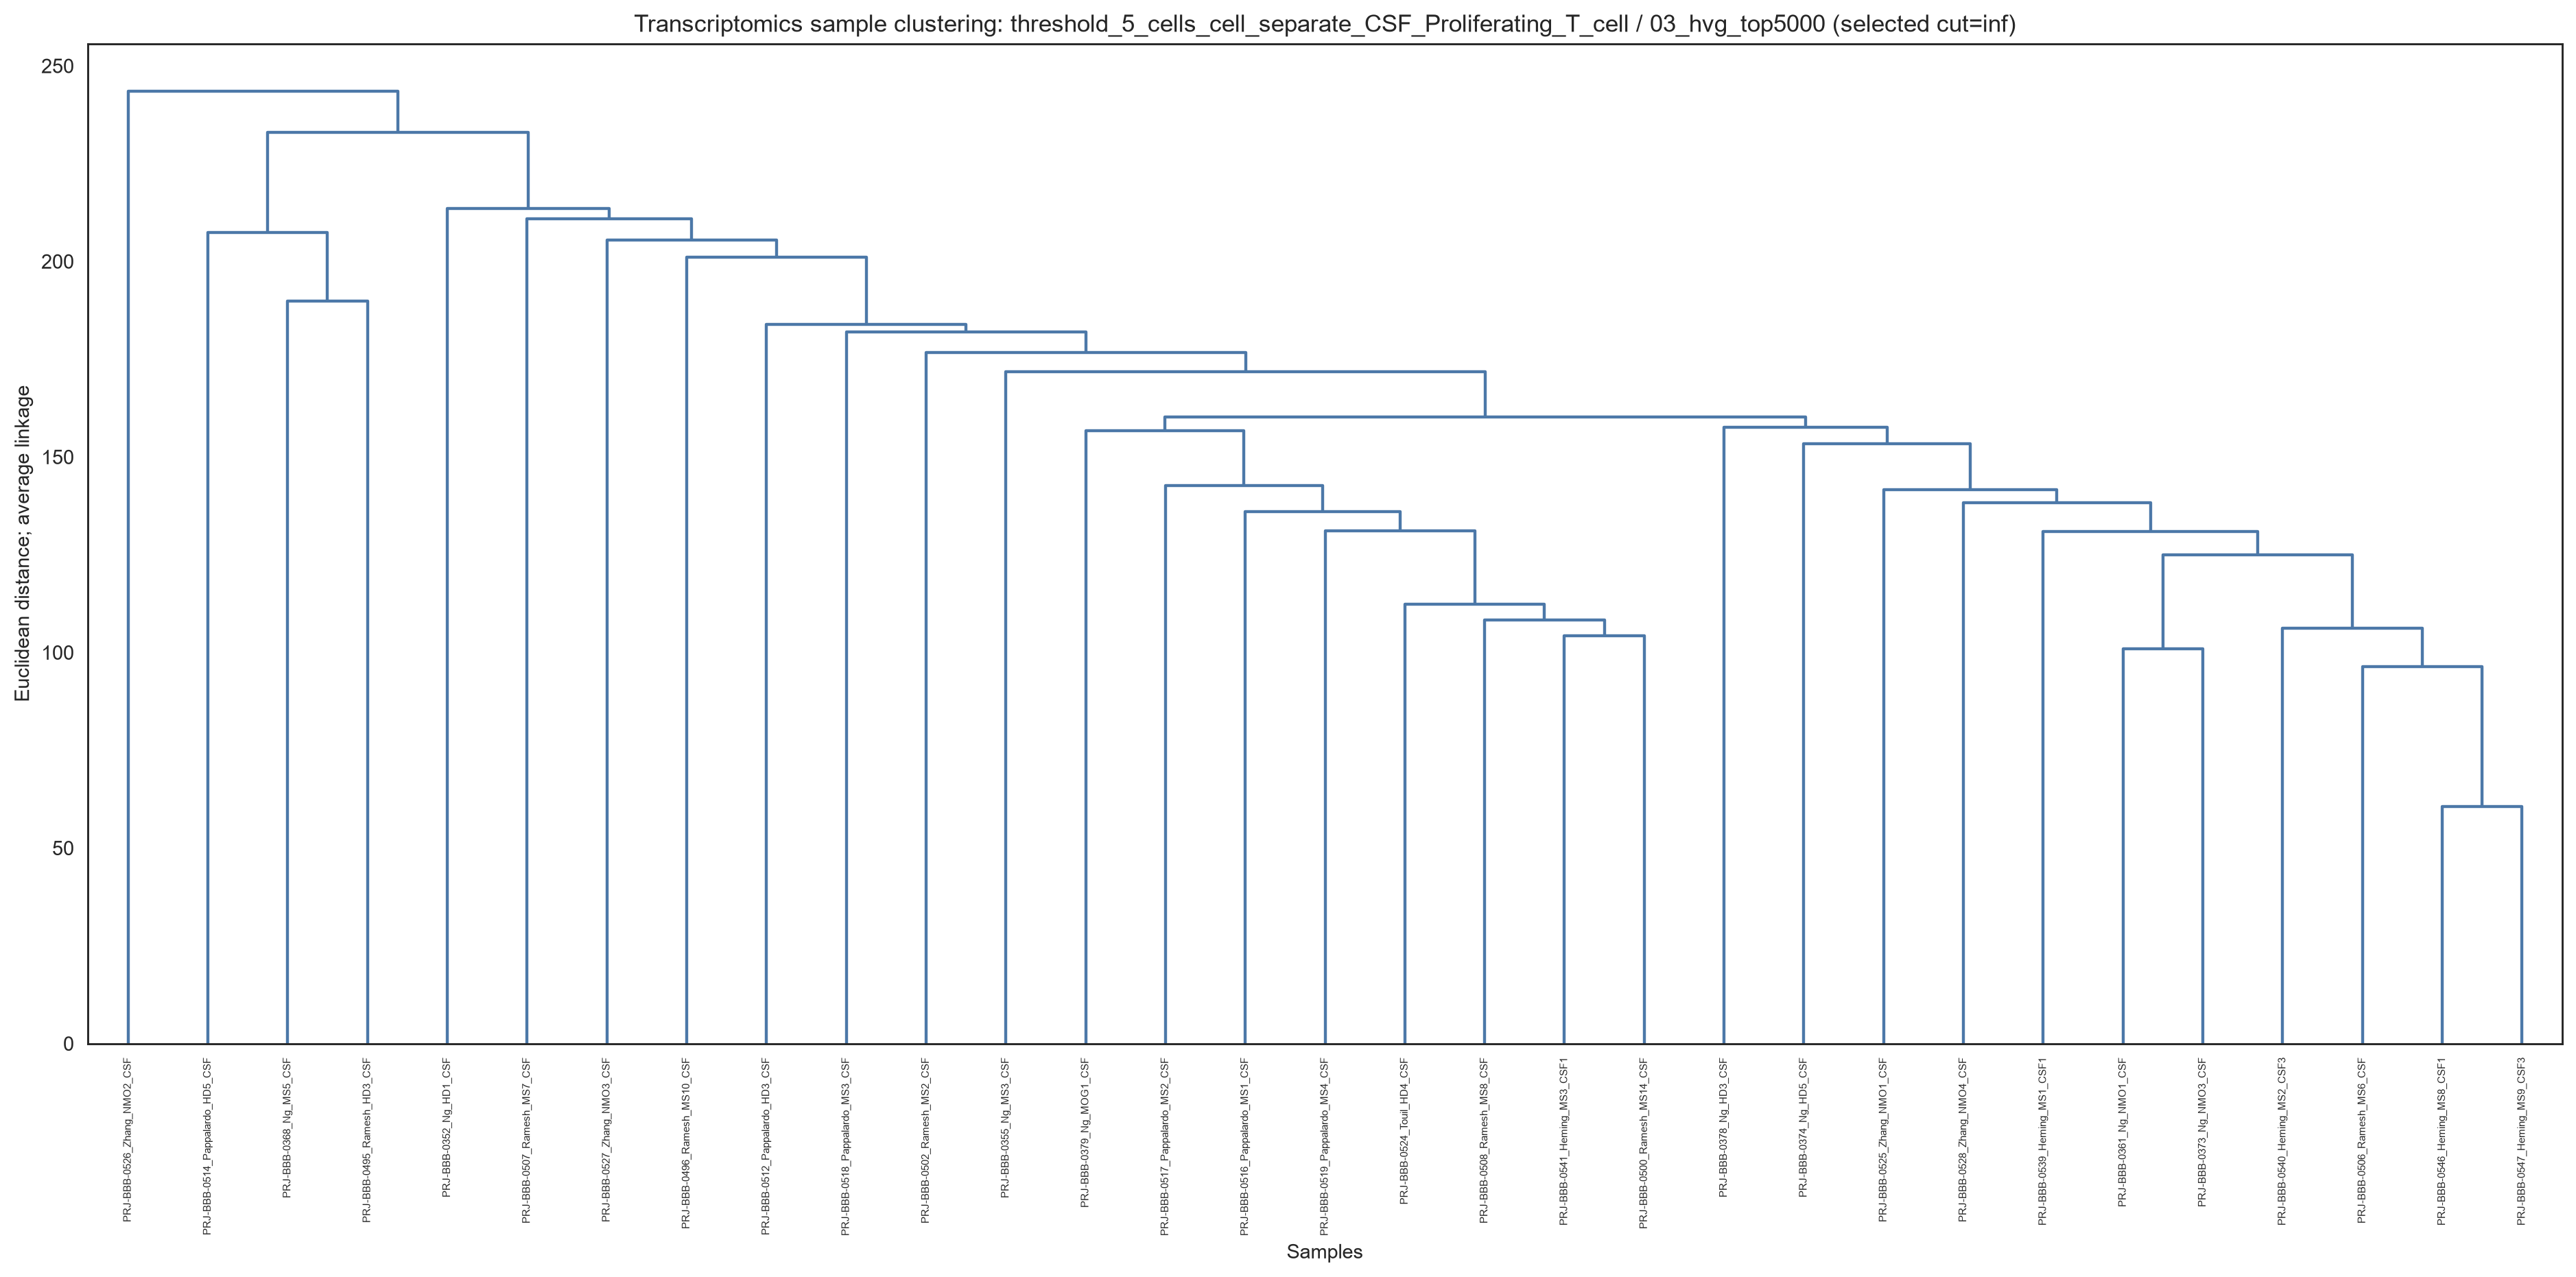 Transcriptomics sample clustering: threshold_5_cells_cell_separate_CSF_Proliferating_T_cell / 03_hvg_top5000 (selected cut=inf)
Euclidean distance; average linkage
250
200
150
100
50
0
PRJ-BBB-0526_Zhang_NMO2_CSF
PRJ-BBB-0514_Pappalardo_HD5_CSF
PRJ-BBB-0368_Ng_MS5_CSF
PRJ-BBB-0495_Ramesh_HD3_CSF
PRJ-BBB-0352_Ng_HD1_CSF
PRJ-BBB-0507_Ramesh_MS7_CSF
PRJ-BBB-0527_Zhang_NMO3_CSF
PRJ-BBB-0496_Ramesh_MS10_CSF
PRJ-BBB-0512_Pappalardo_HD3_CSF
PRJ-BBB-0518_Pappalardo_MS3_CSF
PRJ-BBB-0502_Ramesh_MS2_CSF
PRJ-BBB-0355_Ng_MS3_CSF
PRJ-BBB-0379_Ng_MOG1_CSF
PRJ-BBB-0517_Pappalardo_MS2_CSF
PRJ-BBB-0516_Pappalardo_MS1_CSF
PRJ-BBB-0519_Pappalardo_MS4_CSF
PRJ-BBB-0524_Touil_HD4_CSF
PRJ-BBB-0508_Ramesh_MS8_CSF
PRJ-BBB-0541_Heming_MS3_CSF1
PRJ-BBB-0500_Ramesh_MS14_CSF
PRJ-BBB-0378_Ng_HD3_CSF
PRJ-BBB-0374_Ng_HD5_CSF
PRJ-BBB-0525_Zhang_NMO1_CSF
PRJ-BBB-0528_Zhang_NMO4_CSF
PRJ-BBB-0539_Heming_MS1_CSF1
PRJ-BBB-0361_Ng_NMO1_CSF
PRJ-BBB-0373_Ng_NMO3_CSF
PRJ-BBB-0540_Heming_MS2_CSF3
PRJ-BBB-0506_Ramesh_MS6_CSF
PRJ-BBB-0546_Heming_MS8_CSF1
PRJ-BBB-0547_Heming_MS9_CSF3
Samples